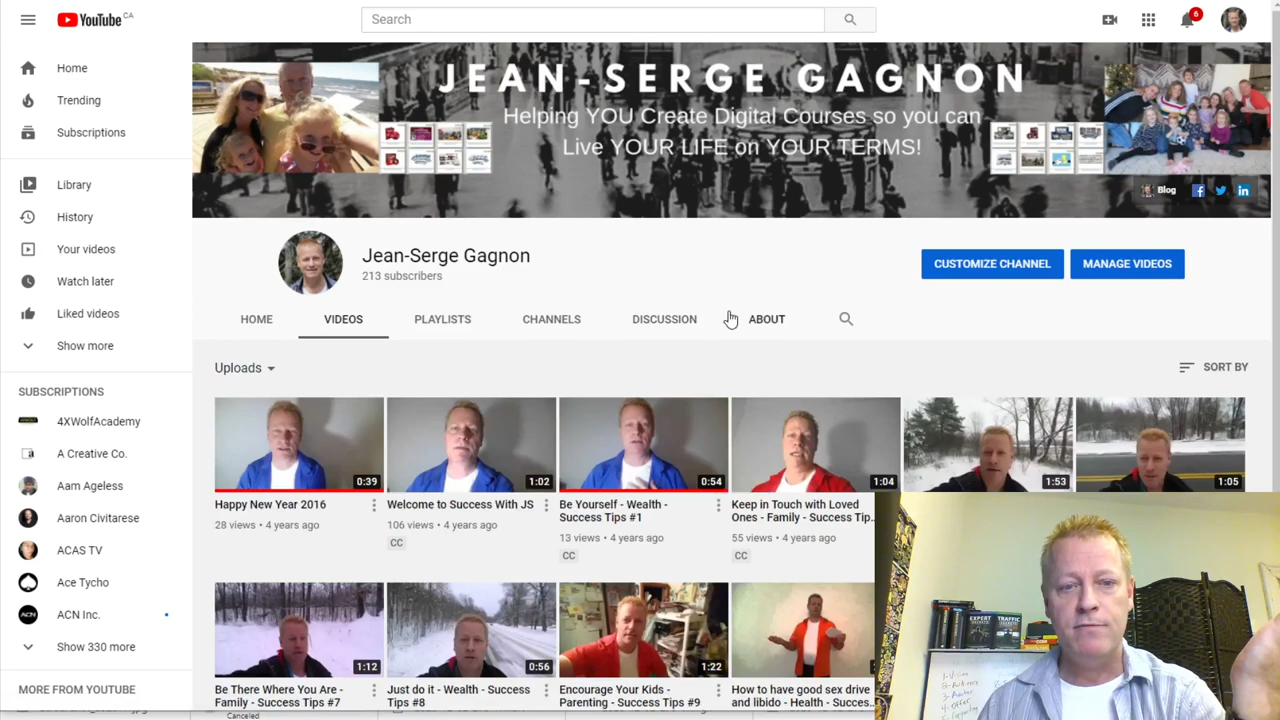 YouTube CA
Search
6
Home
Trending
Subscriptions
Library
History
Your videos
Watch later
Liked videos
Show more
SUBSCRIPTIONS
4XWolfAcademy
A Creative Co.
Aam Ageless
Aaron Civitarese
ACAS TV
Ace Tycho
ACN Inc.
Show 330 more
MORE FROM YOUTUBE
JEAN-SERGE GAGNON
Helping YOU Create Digital Courses so you can
Live YOUR LIFE on YOUR TERMS!
Blog
Jean-Serge Gagnon
213 subscribers
CUSTOMIZE CHANNEL
MANAGE VIDEOS
HOME VIDEOS PLAYLISTS CHANNELS DISCUSSION ABOUT
Uploads
SORT BY
0:39
1:02
0:54
1:04
1:53
1:05
Happy New Year 2016
28 views • 4 years ago
Welcome to Success With JS
106 views • 4 years ago
CC
Be Yourself - Wealth -
Success Tips #1
13 views • 4 years ago
CC
Keep in Touch with Loved
Ones - Family - Success Tip...
55 views • 4 years ago
CC
1:12
0:56
1:22
Be There Where You Are -
Family - Success Tips #7
Just do it - Wealth - Success
Tips #8
Encourage Your Kids -
Parenting - Success Tips #9
How to have good sex drive
and libido - Health - Succes...
EXPERT
SECRETS
TRAFFIC
SECRETS
Canceled